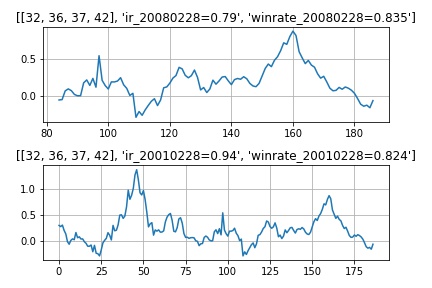 [[32, 36, 37, 42], 'ir_20080228=0.79', 'winrate_20080228=0.835']
0.5
0.0
80 100 120 140 160 180
[[32, 36, 37, 42], 'ir_20010228=0.94', 'winrate_20010228=0.824']
1.0
0.5
0.0
0 25 50 75 100 125 150 175